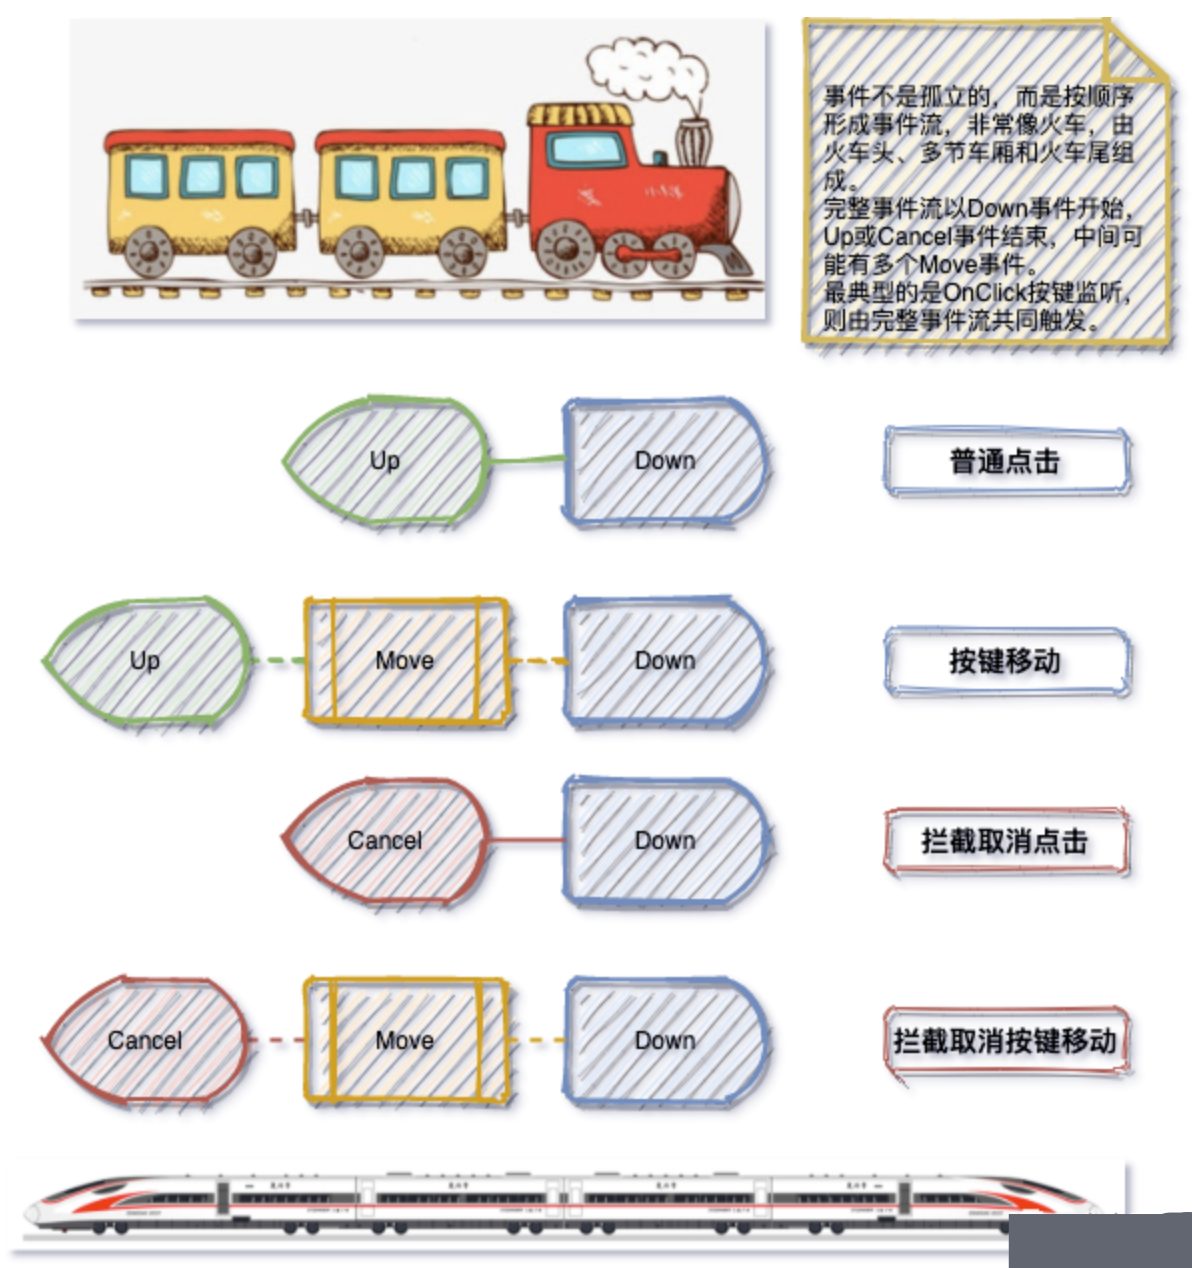 事件不是孤立的，而是按顺序
形成事件流，非常像火车，由
火车头、多节车厢和火车尾组
成。
完整事件流以Down事件开始，
Up或Cancel事件结束，中间可
能有多个Move事件。
最典型的是OnClick按键监听，
则由完整事件流共同触发。
Up
Down
普通点击
Up
Move
Down
按键移动
Cancel
Down
拦截取消点击
Cancel
Move
Down
拦截取消按键移动